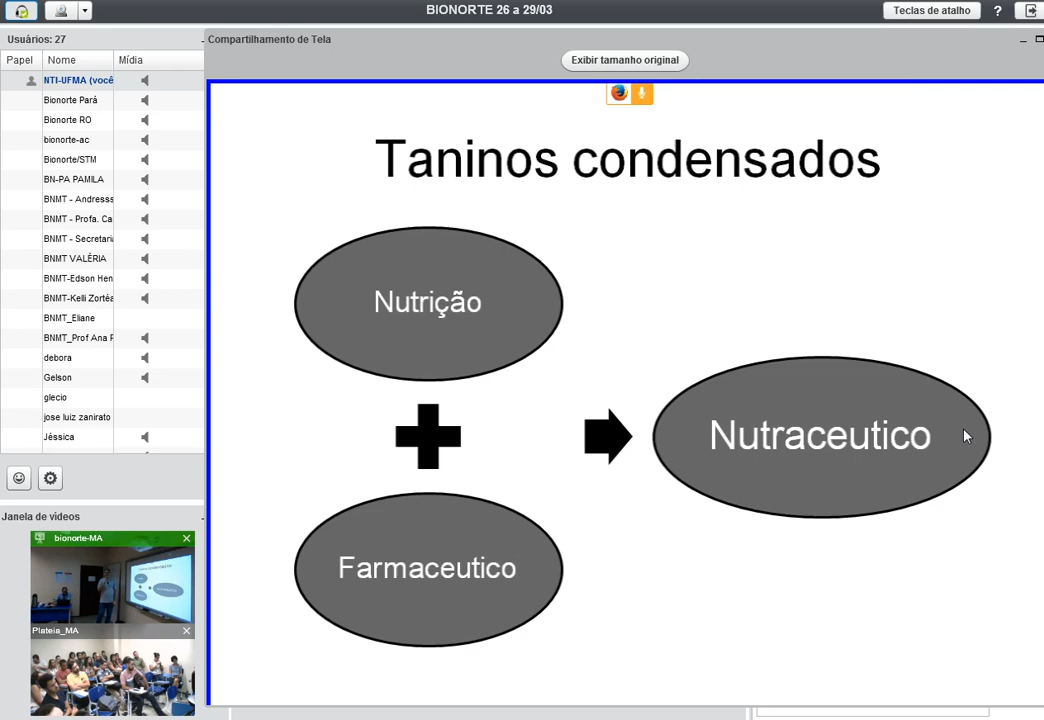 BIONORTE 26 a 29/03
Teclas de atalho
?
Usuários: 27
Compartilhamento de Tela
Papel Nome Mídia
Exibir tamanho original
NTI-UFMA (você
Bionorte Pará
Bionorte RO
bionorte-ac
Bionorte/STM
BN-PA PAMILA
BNMT - Andresss
BNMT - Profa. Ca
BNMT - Secretari
BNMT VALÉRIA
BNMT-Edson Hen
BNMT-Kelli Zortéa
BNMT_Eliane
BNMT_Prof Ana P
debora
Gelson
glecio
jose luiz zanirato
Jéssica
Taninos condensados
Nutrição
Nutraceutico
Farmaceutico
Janela de videos
bionorte-MA
Plateia_MA